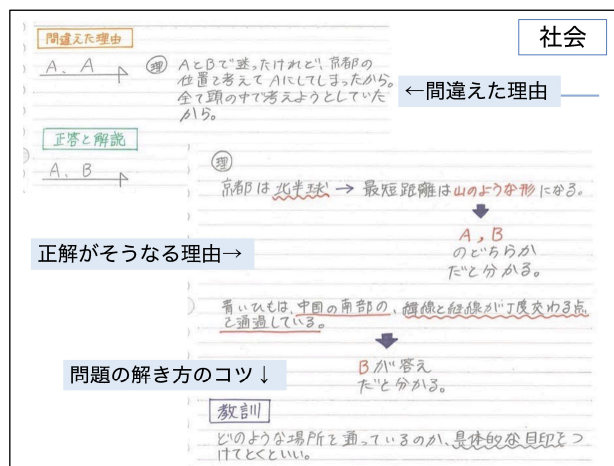 社会
間違えた理由
A、A
理 AとBで迷ったけれど、京都の
位置を考えてAにしてしまったから。
全て頭の中で考えようとしていた
から。
←間違えた理由
正答と解説
A、B
理
京都は北半球→最短距離は山のような形になる。
A,B
のどちらか
だと分かる。
正解がそうなる理由→
青いひもは、中国の南部の、緯線と経線が丁度交わる点
を通過している。
Bが答え
だと分かる。
問題の解き方のコツ↓
教訓
どのような場所を通っているのか、具体的な目印をつ
けてとくといい。